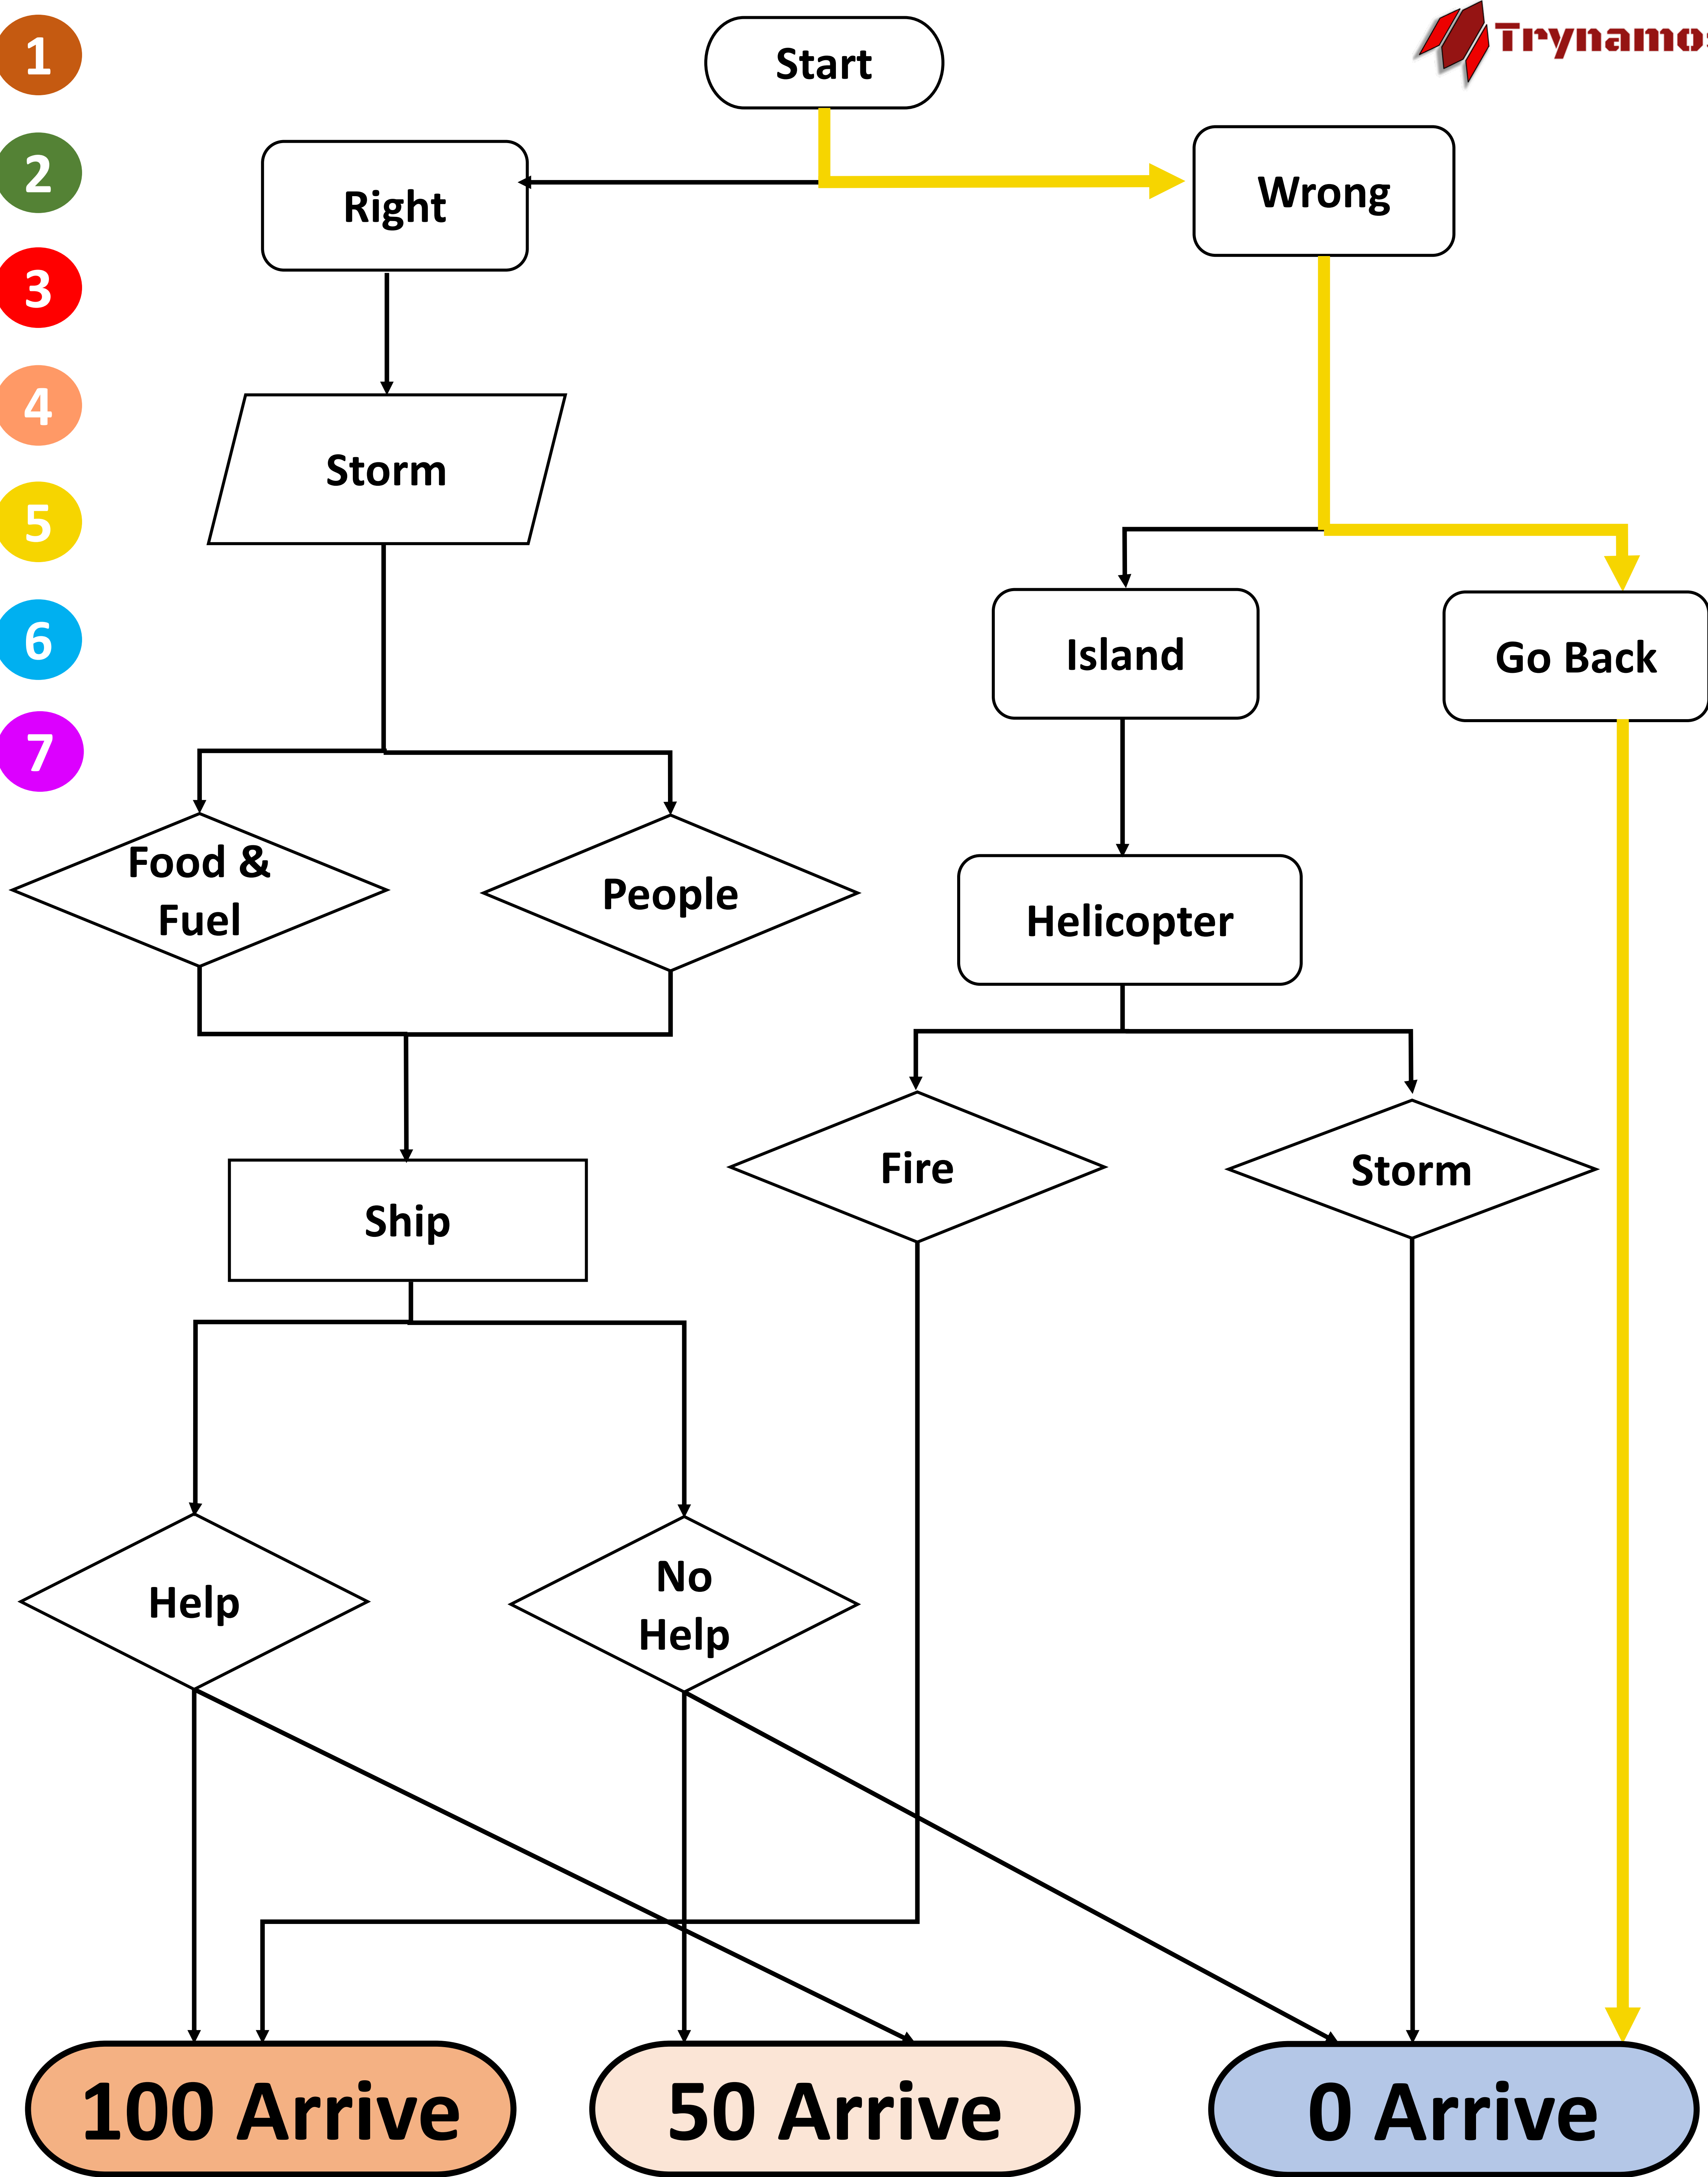 1
Start
Trynamo
2
Right
Wrong
3
4
Storm
5
6
Island
Go Back
7
Food &
Fuel
People
Helicopter
Fire
Storm
Ship
Help
No
Help
100 Arrive
50 Arrive
0 Arrive